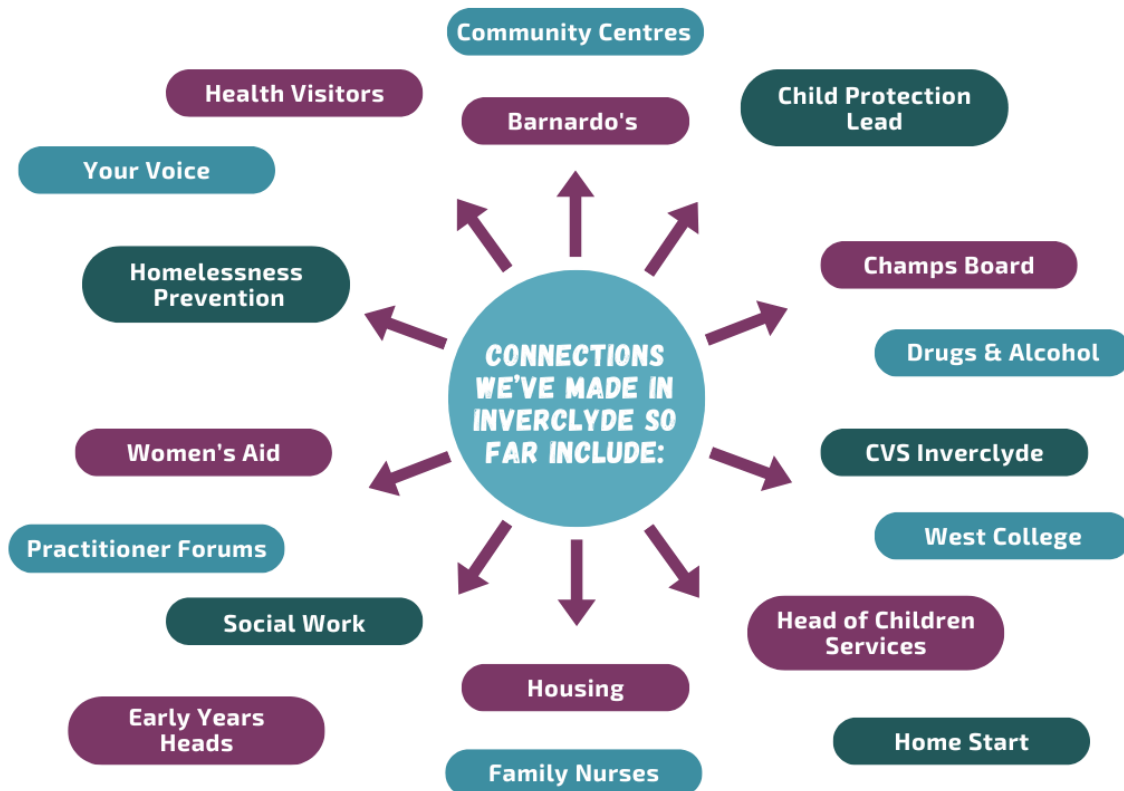 Community Centres
Health Visitors
Barnardo's
Child Protection
Lead
Your Voice
Homelessness
Prevention
Champs Board
Drugs & Alcohol
CONNECTIONS
WE'VE MADE IN
INVERCLYDE SO
FAR INCLUDE:
Women's Aid
CVS Inverclyde
Practitioner Forums
West College
Social Work
Head of Children
Services
Housing
Early Years
Heads
Home Start
Family Nurses